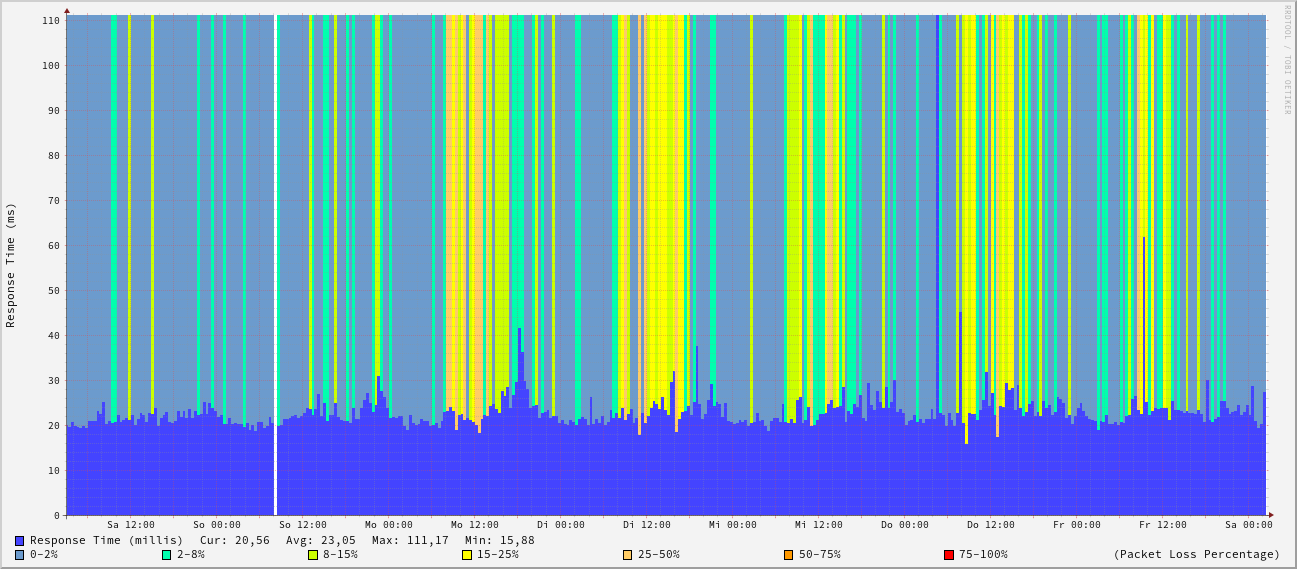 RRDTOOL / TOBI OETIKER
Response Time (ms)
110
100
90
80
70
60
50
40
30
20
10
0
Sa 12:00 So 00:00 So 12:00 Mo 00:00 Mo 12:00 Di 00:00 Di 12:00 Mi 00:00 Mi 12:00 Do 00:00 Do 12:00 Fr 00:00 Fr 12:00 Sa 00:00
Response Time (millis) Cur: 20,56 Avg: 23,05 Max: 111,17 Min: 15,88
0-2% 2-8% 8-15% 15-25% 25-50% 50-75% 75-100% (Packet Loss Percentage)